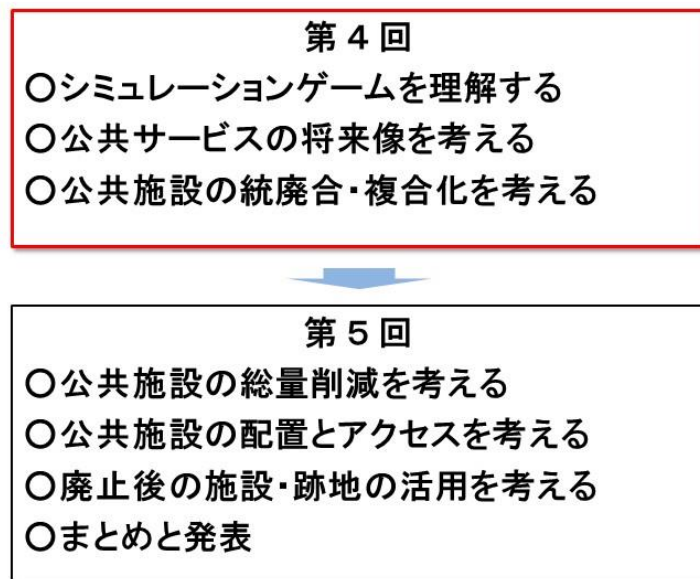 第４回
○シミュレーションゲームを理解する
○公共サービスの将来像を考える
○公共施設の統廃合・複合化を考える
第５回
○公共施設の総量削減を考える
○公共施設の配置とアクセスを考える
○廃止後の施設・跡地の活用を考える
○まとめと発表